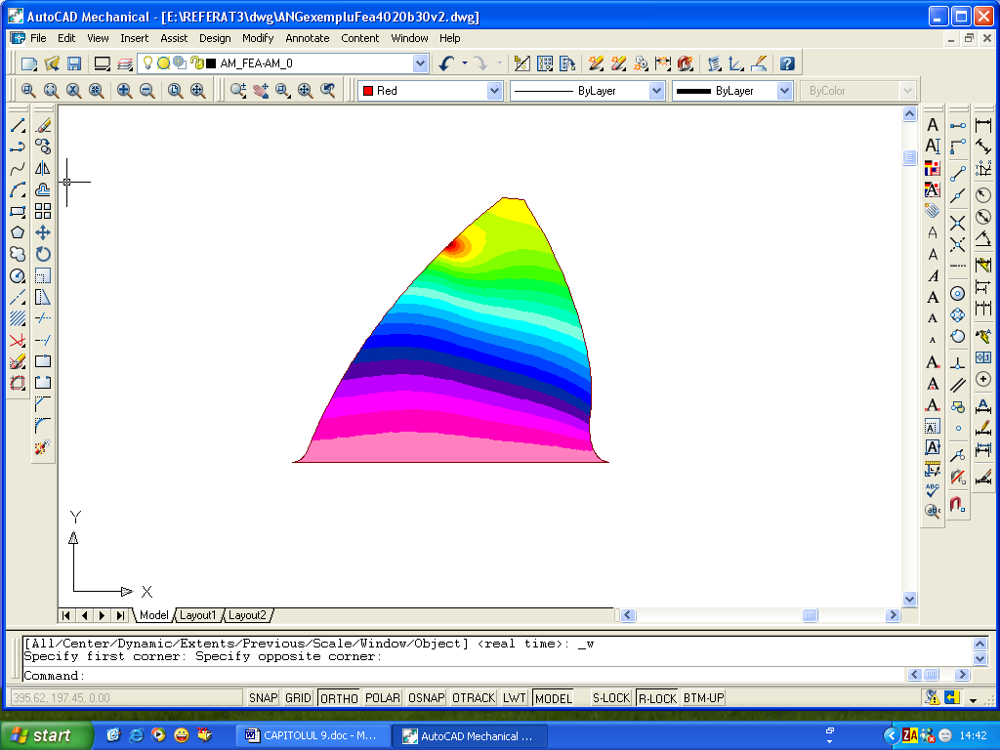 AutoCAD Mechanical - [E:\REFERAT3\dwg\ANGexempluFea4020b30v2.dwg]
File Edit View Insert Assist Design Modify Annotate Content Window Help
AM_FEA-AM_0
Red ByLayer ByLayer ByColor
Y
X
Model Layout1 Layout2
[All/Center/Dynamic/Extents/Previous/Scale/Window/Object] <real time>: _w
Specify first corner: Specify opposite corner:
Command:
395.62, 197.45, 0.00 SNAP GRID ORTHO POLAR OSNAP OTRACK LWT MODEL S-LOCK R-LOCK BTM-UP
start CAPITOLUL 9.doc - M... AutoCAD Mechanical ... ZA 14:42